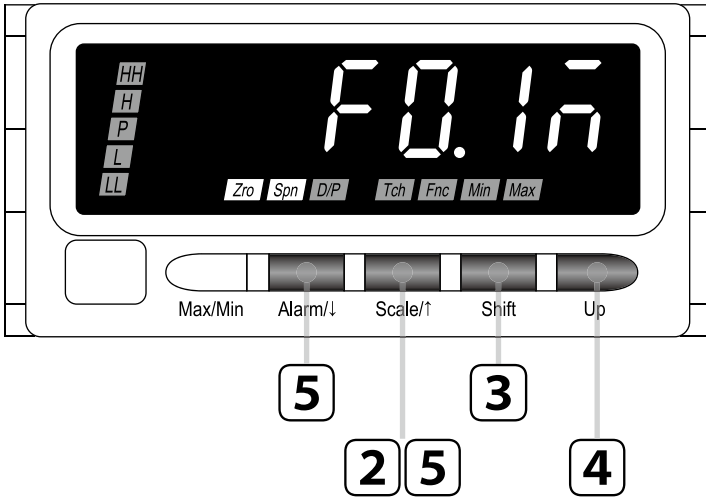 HH
H
P
L
LL
F0.1n̄
Zro Spn D/P Tch Fnc Min Max
Max/Min Alarm/↓ Scale/↑ Shift Up
5 3
2 5 4